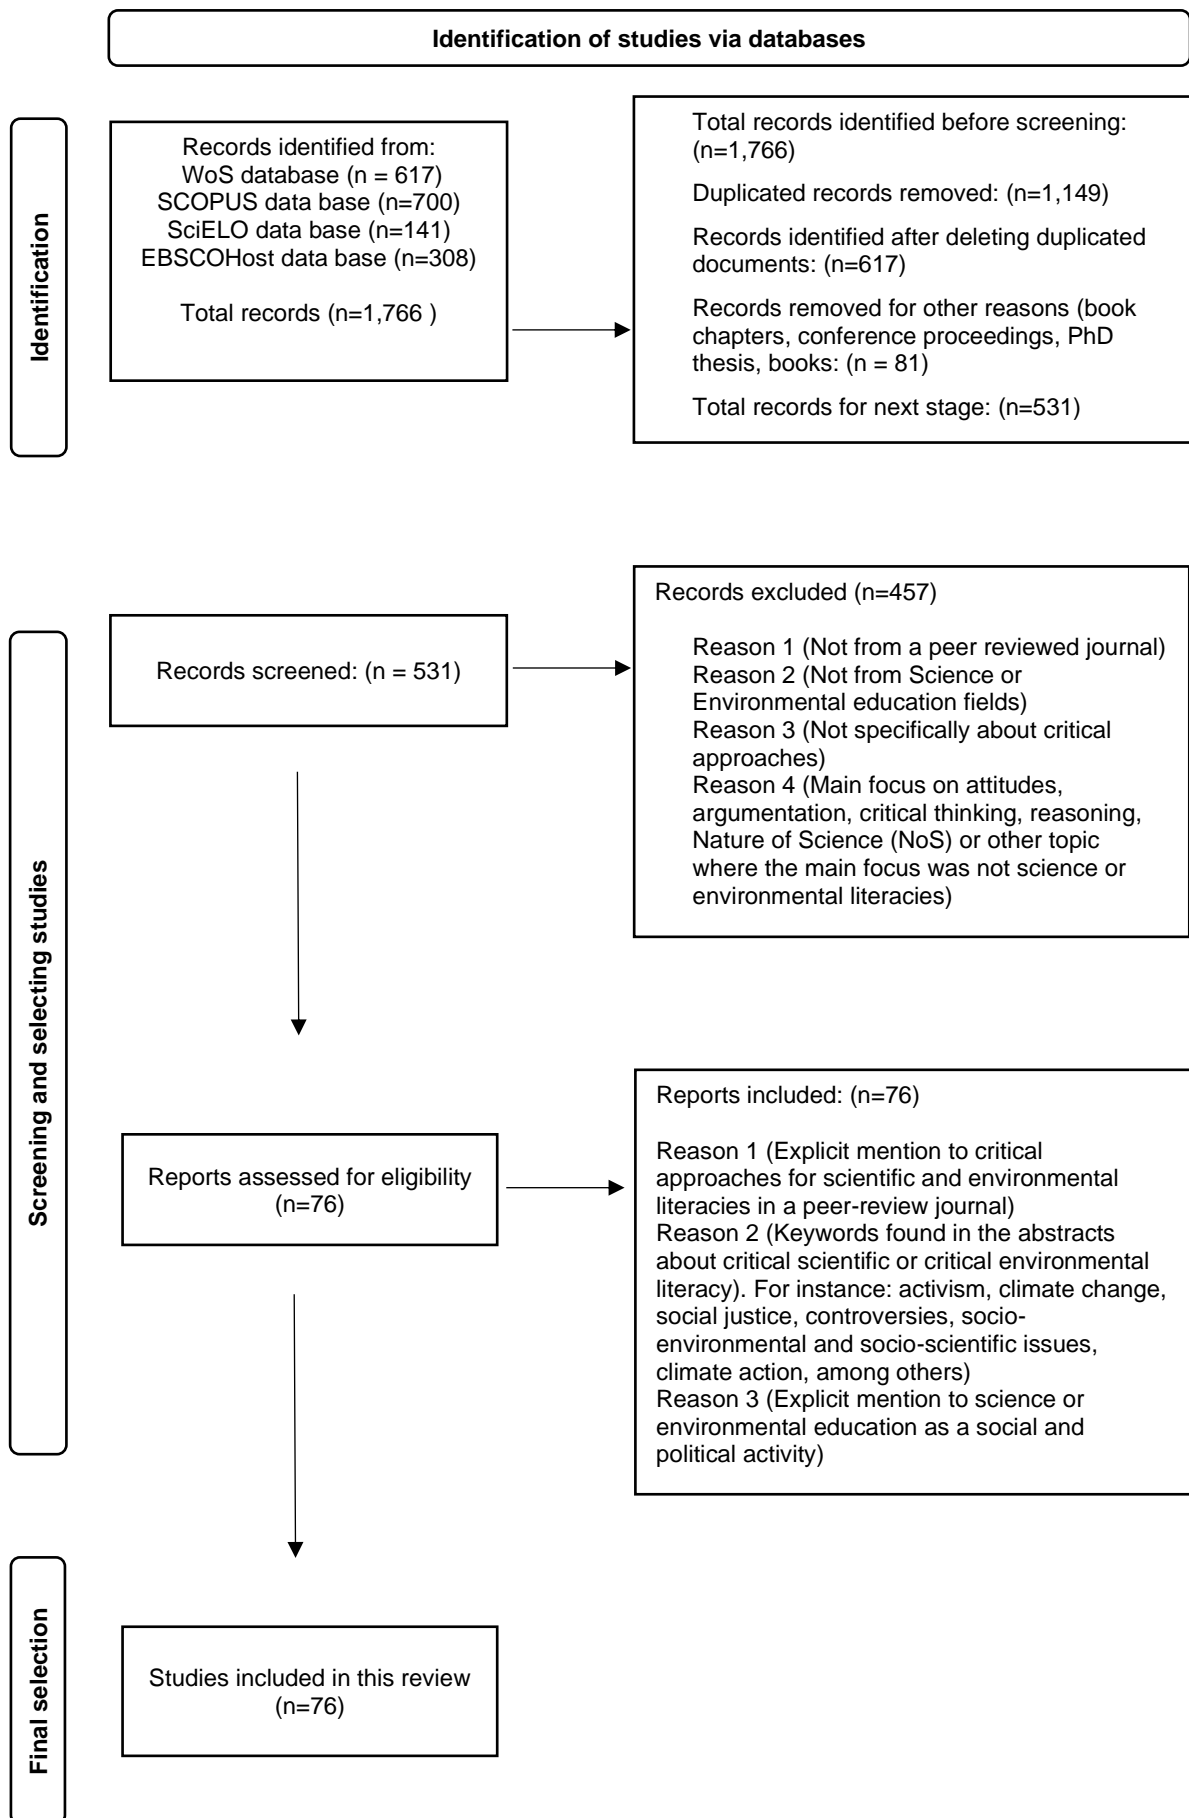 Identification of studies via databases
Identification
Records identified from:
WoS database (n = 617)
SCOPUS data base (n=700)
SciELO data base (n=141)
EBSCOHost data base (n=308)
Total records (n=1,766 )
Total records identified before screening:
(n=1,766)
Duplicated records removed: (n=1,149)
Records identified after deleting duplicated
documents: (n=617)
Records removed for other reasons (book
chapters, conference proceedings, PhD
thesis, books: (n = 81)
Total records for next stage: (n=531)
Screening and selecting studies
Records screened: (n = 531)
Records excluded (n=457)
Reason 1 (Not from a peer reviewed journal)
Reason 2 (Not from Science or
Environmental education fields)
Reason 3 (Not specifically about critical
approaches)
Reason 4 (Main focus on attitudes,
argumentation, critical thinking, reasoning,
Nature of Science (NoS) or other topic
where the main focus was not science or
environmental literacies)
Reports assessed for eligibility
(n=76)
Reports included: (n=76)
Reason 1 (Explicit mention to critical
approaches for scientific and environmental
literacies in a peer-review journal)
Reason 2 (Keywords found in the abstracts
about critical scientific or critical environmental
literacy). For instance: activism, climate change,
social justice, controversies, socio-
environmental and socio-scientific issues,
climate action, among others)
Reason 3 (Explicit mention to science or
environmental education as a social and
political activity)
Final selection
Studies included in this review
(n=76)